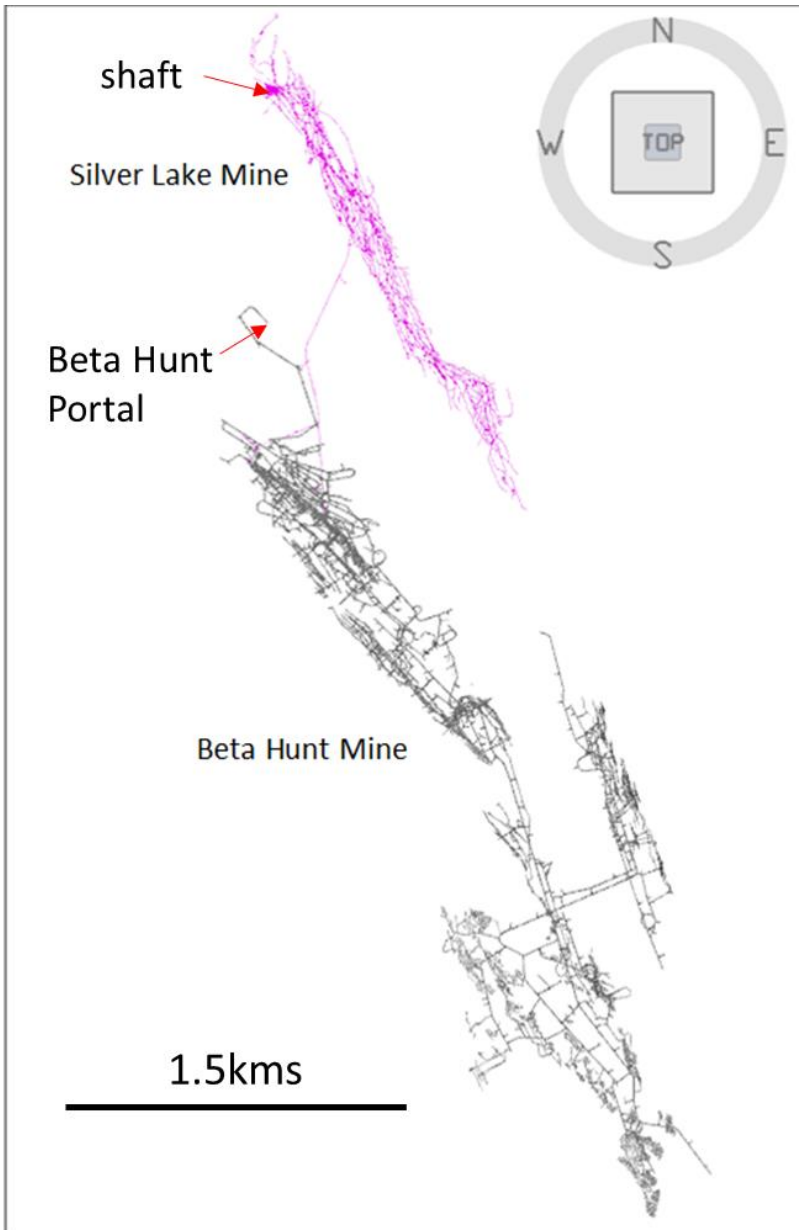 N
shaft
W
TOP
E
Silver Lake Mine
S
Beta Hunt
Portal
Beta Hunt Mine
1.5kms